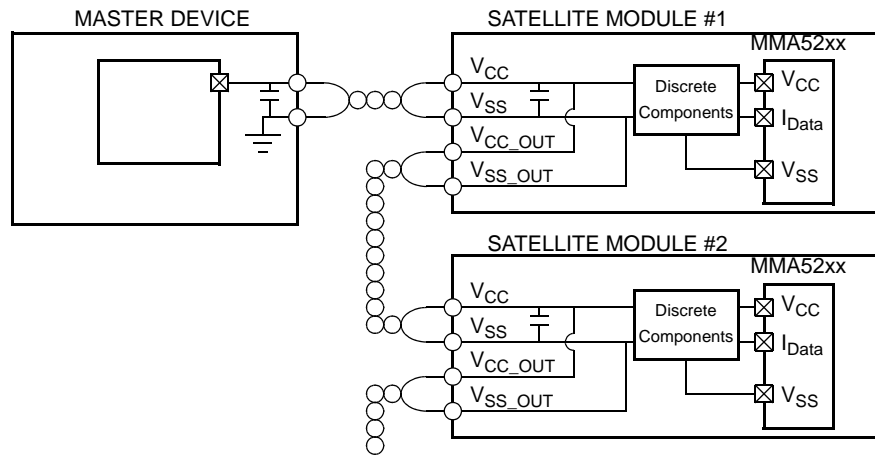 MASTER DEVICE
SATELLITE MODULE #1
MMA52xx
VCC
VSS
VCC_OUT
VSS_OUT
Discrete
Components
VCC
IData
VSS
SATELLITE MODULE #2
MMA52xx
VCC
VSS
VCC_OUT
VSS_OUT
Discrete
Components
VCC
IData
VSS